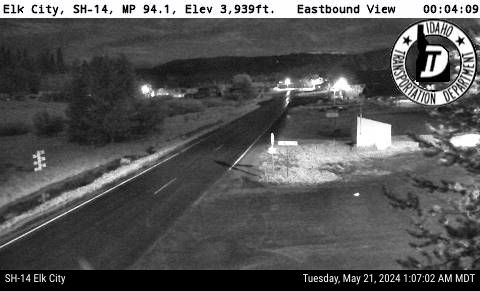 Elk City, SH-14, MP 94.1, Elev 3,939ft. Eastbound View 00:04:09
IDAHO
TRANSPORTATION DEPARTMENT
SH-14 Elk City Tuesday, May 21, 2024 1:07:02 AM MDT